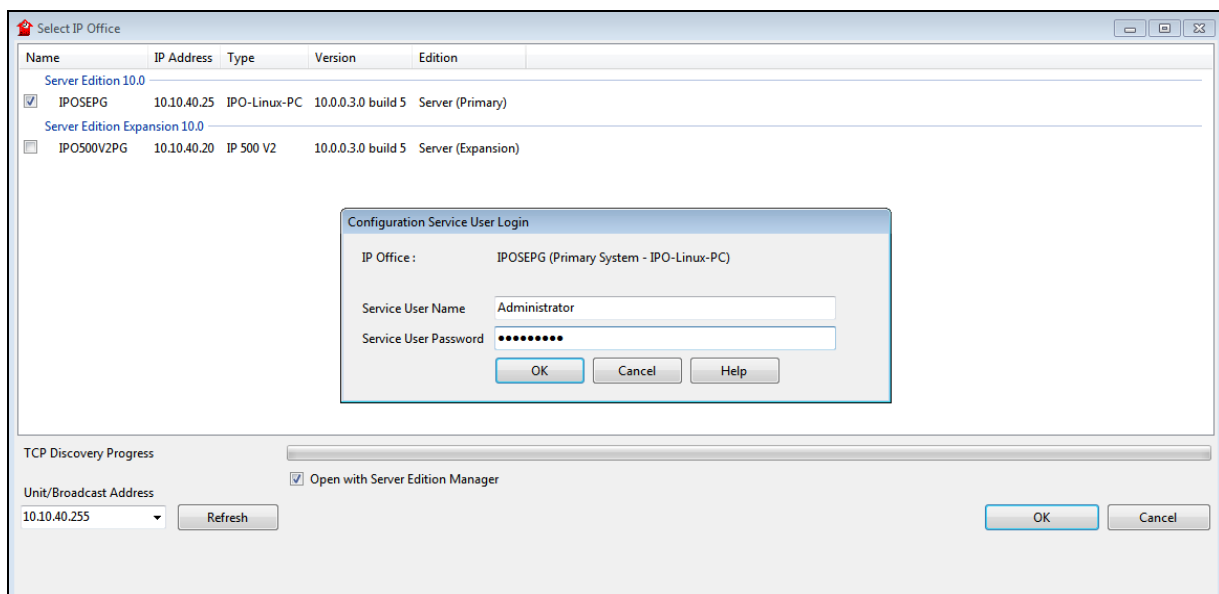 Select IP Office
Name IP Address Type Version Edition
Server Edition 10.0
IPOSEPG 10.10.40.25 IPO-Linux-PC 10.0.0.3.0 build 5 Server (Primary)
Server Edition Expansion 10.0
IPO500V2PG 10.10.40.20 IP 500 V2 10.0.0.3.0 build 5 Server (Expansion)
Configuration Service User Login
IP Office : IPOSEPG (Primary System - IPO-Linux-PC)
Service User Name Administrator
Service User Password •••••••••
OK Cancel Help
TCP Discovery Progress
Open with Server Edition Manager
Unit/Broadcast Address
10.10.40.255 Refresh OK Cancel